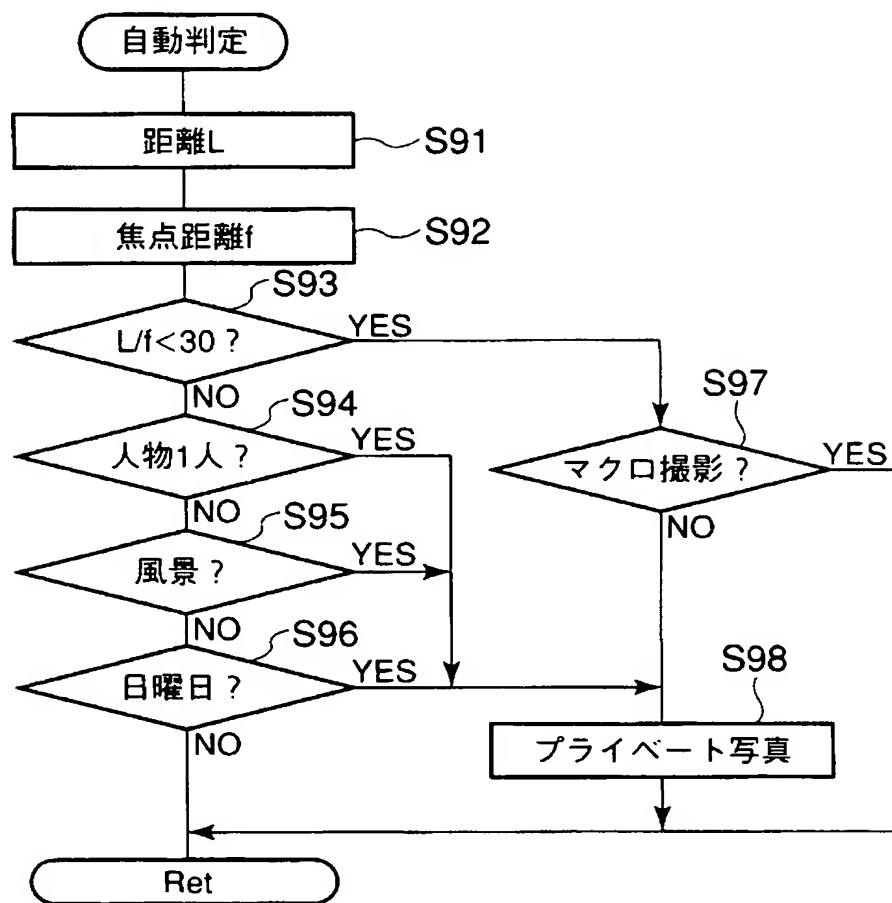 自動判定
距離L
S91
焦点距離f
S92
S93
L/f<30?
YES
NO
S94
人物1人?
YES
NO
S95
風景?
YES
NO
S96
日曜日?
YES
NO
S97
マクロ撮影?
YES
NO
S98
プライベート写真
Ret